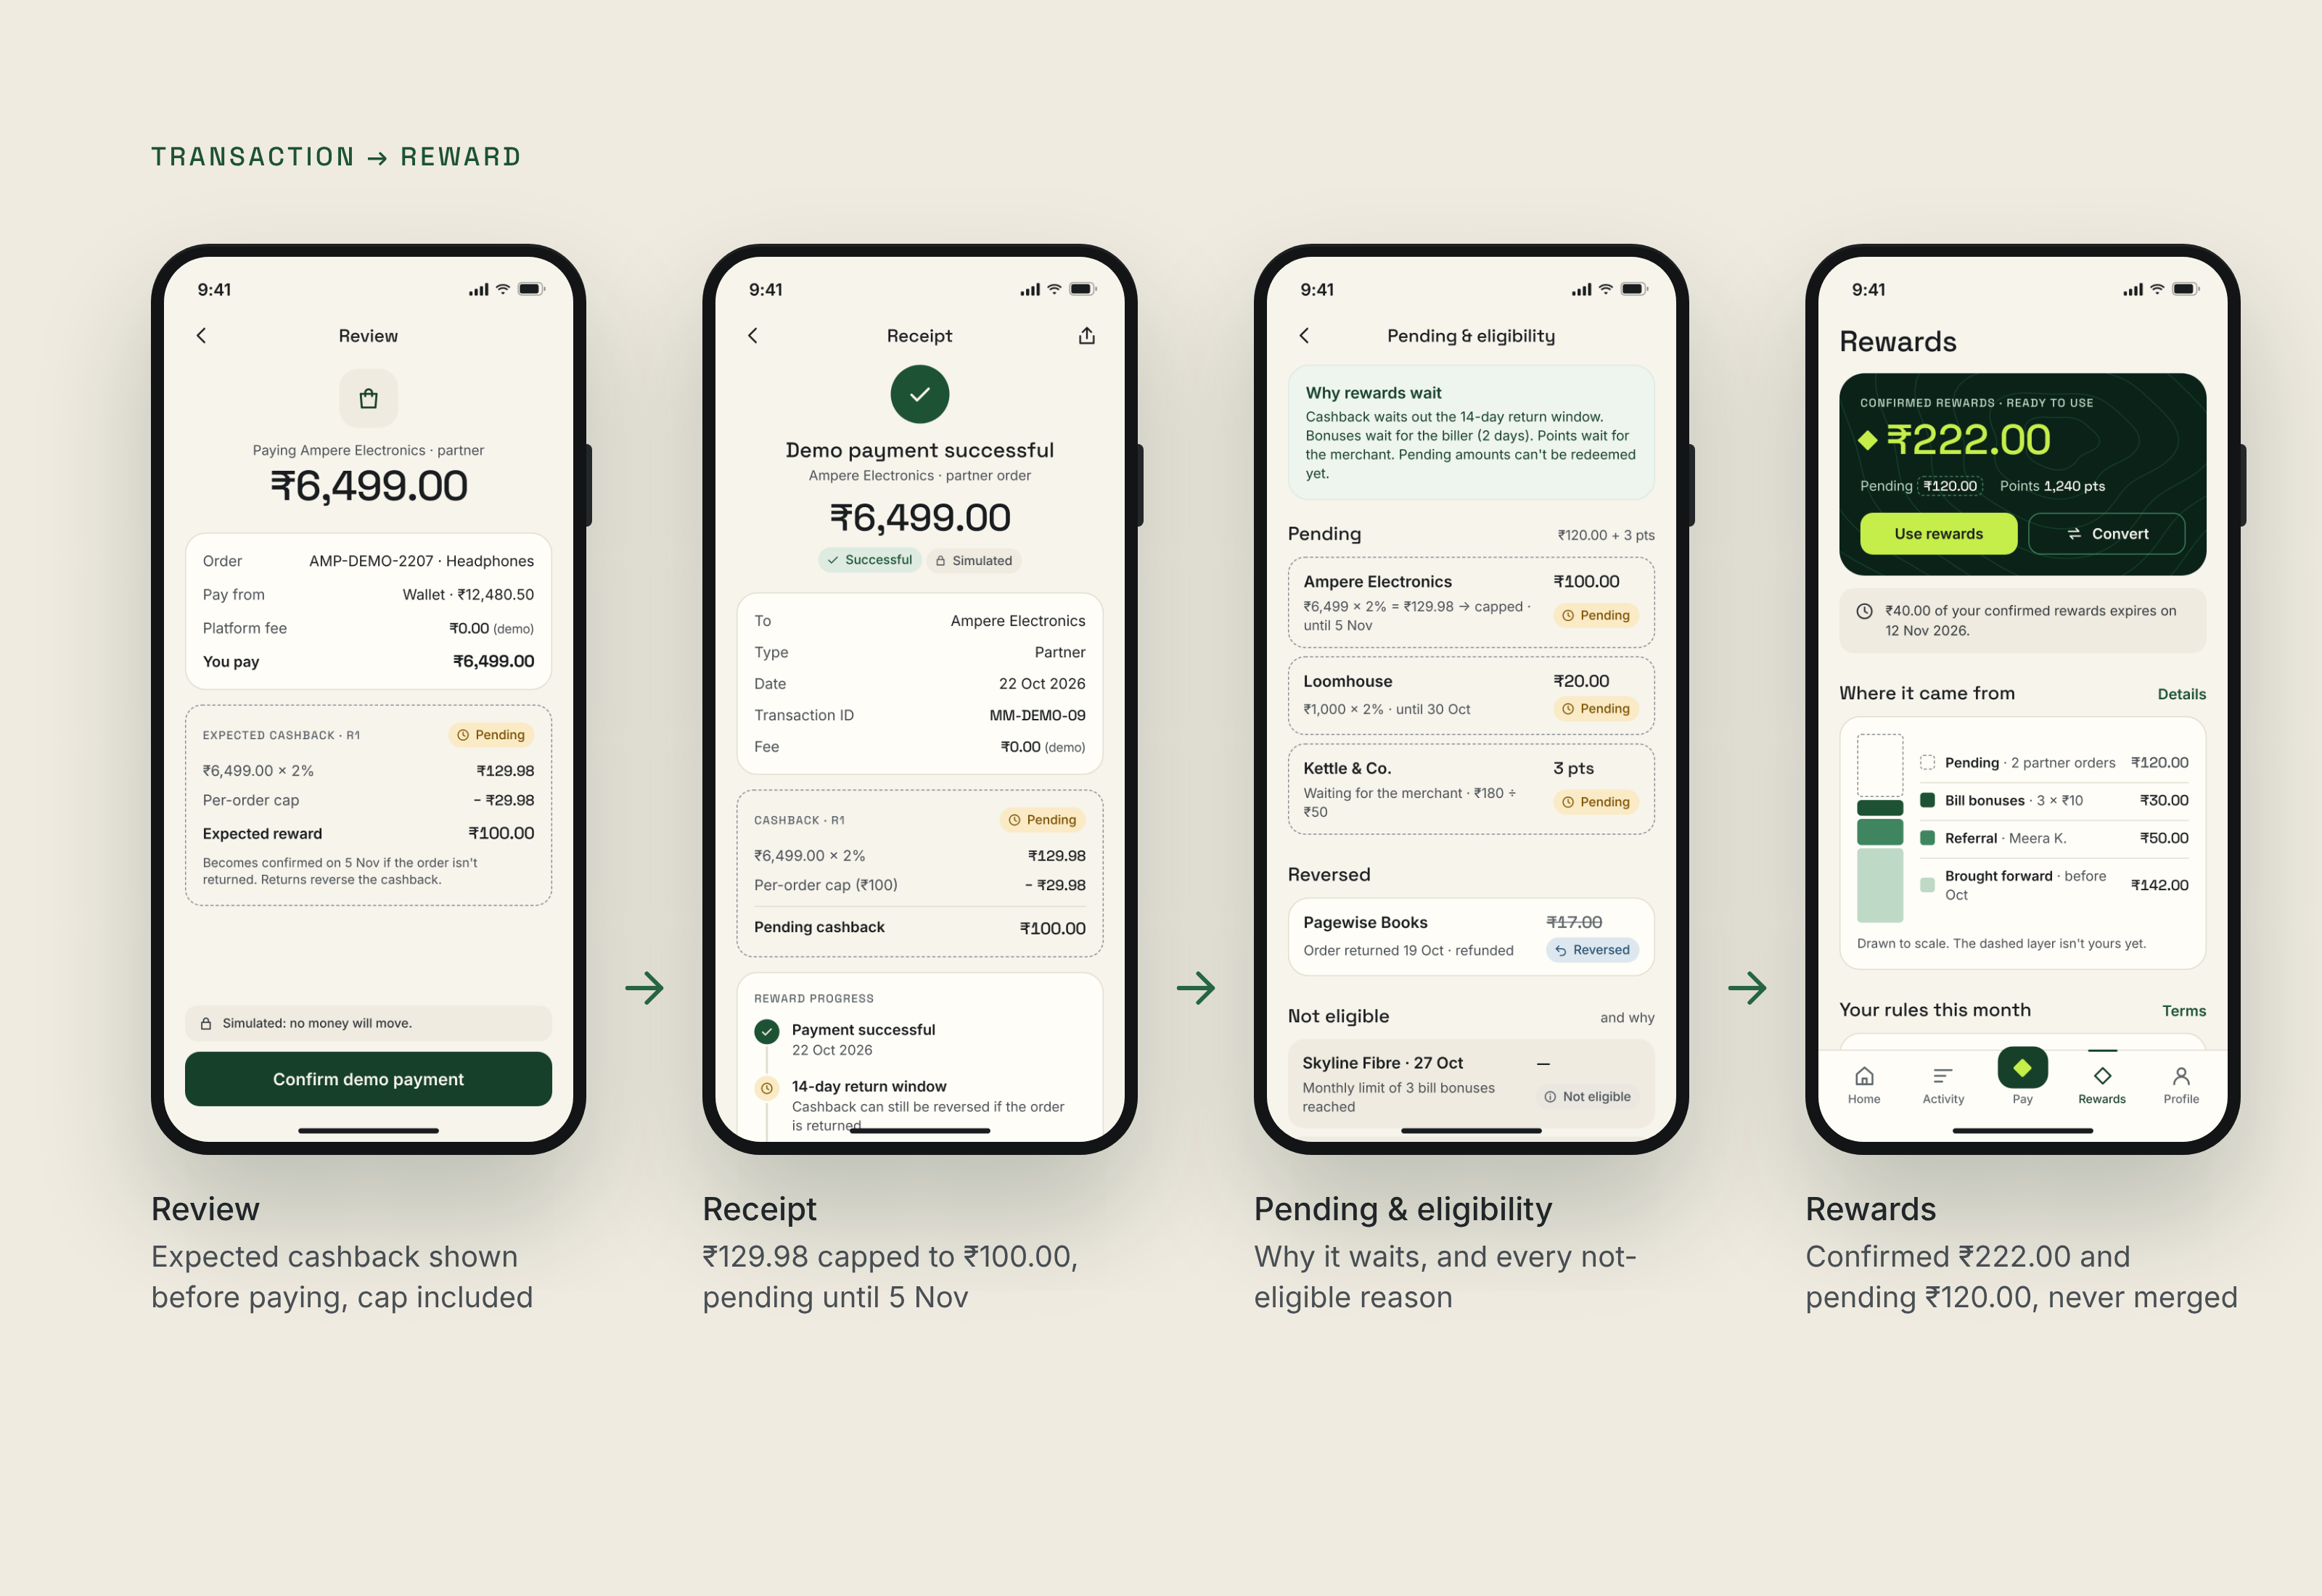 TRANSACTION → REWARD
9:41
Review
Paying Ampere Electronics · partner
₹6,499.00
Order AMP-DEMO-2207 · Headphones
Pay from Wallet · ₹12,480.50
Platform fee ₹0.00 (demo)
You pay ₹6,499.00
EXPECTED CASHBACK · R1 Pending
₹6,499.00 × 2% ₹129.98
Per-order cap − ₹29.98
Expected reward ₹100.00
Becomes confirmed on 5 Nov if the order isn't
returned. Returns reverse the cashback.
Simulated: no money will move.
Confirm demo payment
Review
Expected cashback shown
before paying, cap included
9:41
Receipt
Demo payment successful
Ampere Electronics · partner order
₹6,499.00
Successful Simulated
To Ampere Electronics
Type Partner
Date 22 Oct 2026
Transaction ID MM-DEMO-09
Fee ₹0.00 (demo)
CASHBACK · R1 Pending
₹6,499.00 × 2% ₹129.98
Per-order cap (₹100) − ₹29.98
Pending cashback ₹100.00
REWARD PROGRESS
Payment successful
22 Oct 2026
14-day return window
Cashback can still be reversed if the order
is returned
Receipt
₹129.98 capped to ₹100.00,
pending until 5 Nov
9:41
Pending & eligibility
Why rewards wait
Cashback waits out the 14-day return window.
Bonuses wait for the biller (2 days). Points wait for
the merchant. Pending amounts can't be redeemed
yet.
Pending ₹120.00 + 3 pts
Ampere Electronics ₹100.00
₹6,499 × 2% = ₹129.98 → capped ·
until 5 Nov
Pending
Loomhouse ₹20.00
₹1,000 × 2% · until 30 Oct Pending
Kettle & Co. 3 pts
Waiting for the merchant · ₹180 ÷
₹50
Pending
Reversed
Pagewise Books ₹17.00
Order returned 19 Oct · refunded Reversed
Not eligible and why
Skyline Fibre · 27 Oct —
Monthly limit of 3 bill bonuses
reached
Not eligible
Pending & eligibility
Why it waits, and every not-
eligible reason
9:41
Rewards
CONFIRMED REWARDS · READY TO USE
₹222.00
Pending ₹120.00 Points 1,240 pts
Use rewards Convert
₹40.00 of your confirmed rewards expires on
12 Nov 2026.
Where it came from Details
Pending · 2 partner orders ₹120.00
Bill bonuses · 3 × ₹10 ₹30.00
Referral · Meera K. ₹50.00
Brought forward · before
Oct
₹142.00
Drawn to scale. The dashed layer isn't yours yet.
Your rules this month Terms
Home Activity Pay Rewards Profile
Rewards
Confirmed ₹222.00 and
pending ₹120.00, never merged